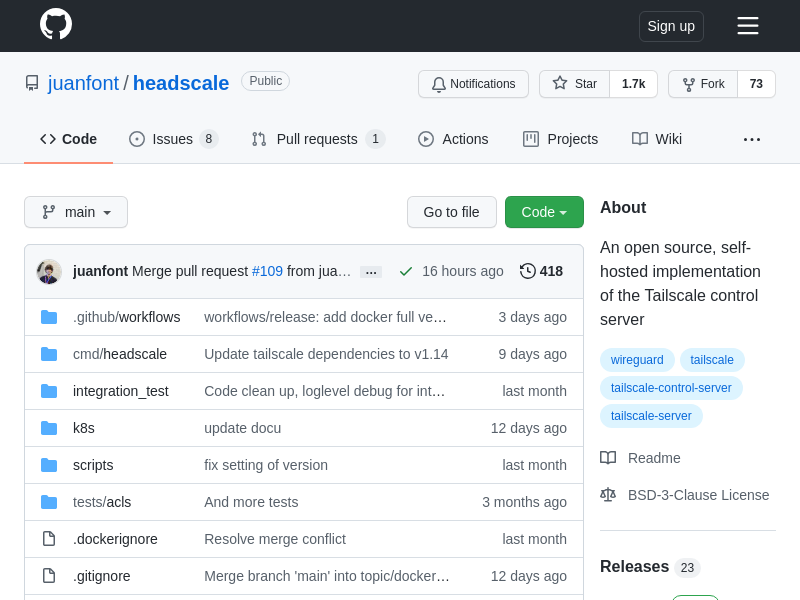 Sign up
juanfont / headscale Public
Notifications Star 1.7k Fork 73
Code Issues 8 Pull requests 1 Actions Projects Wiki
main Go to file Code
juanfont Merge pull request #109 from jua… … 16 hours ago 418
.github/workflows workflows/release: add docker full ve… 3 days ago
cmd/headscale Update tailscale dependencies to v1.14 9 days ago
integration_test Code clean up, loglevel debug for int… last month
k8s update docu 12 days ago
scripts fix setting of version last month
tests/acls And more tests 3 months ago
.dockerignore Resolve merge conflict last month
.gitignore Merge branch 'main' into topic/docker… 12 days ago
About
An open source, self-
hosted implementation
of the Tailscale control
server
wireguard tailscale
tailscale-control-server
tailscale-server
Readme
BSD-3-Clause License
Releases 23